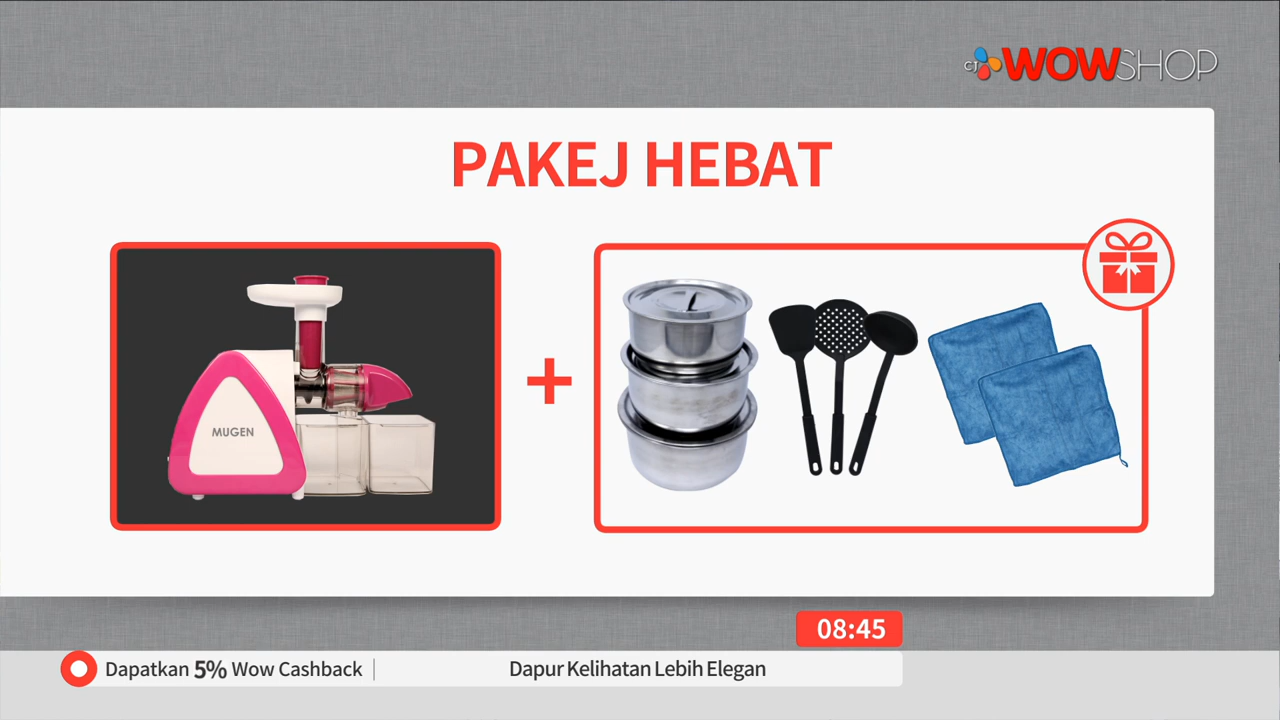 CJ WOWSHOP
PAKEJ HEBAT
MUGEN
08:45
Dapatkan 5% Wow Cashback
Dapur Kelihatan Lebih Elegan